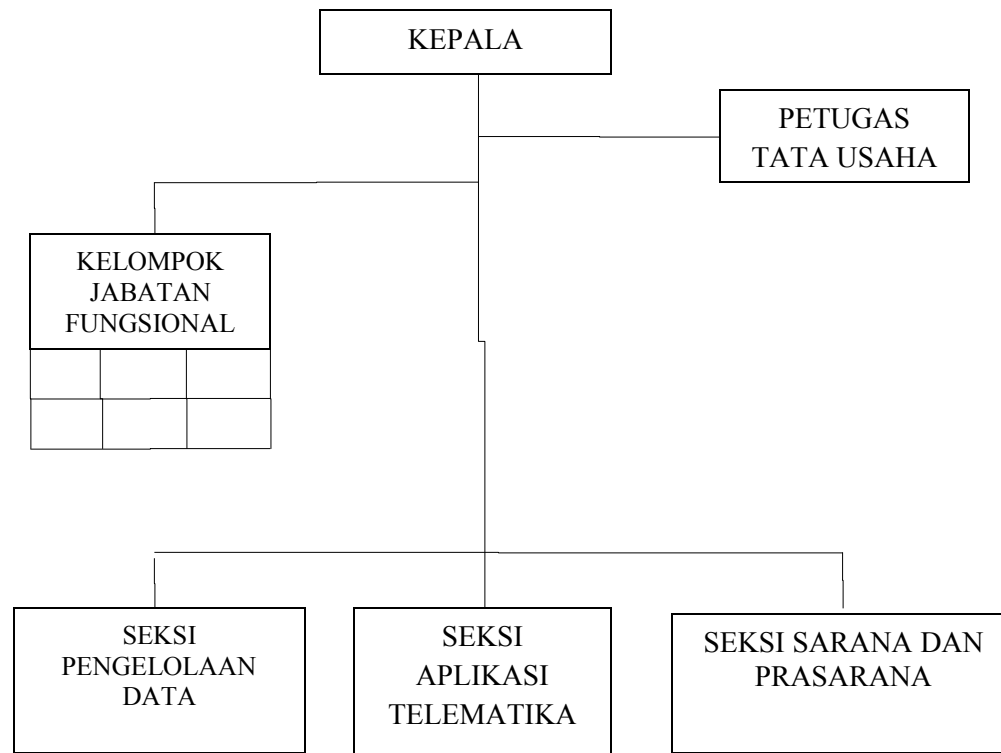 KEPALA
PETUGAS
TATA USAHA
KELOMPOK
JABATAN
FUNGSIONAL
SEKSI
PENGELOLAAN
DATA
SEKSI
APLIKASI
TELEMATIKA
SEKSI SARANA DAN
PRASARANA